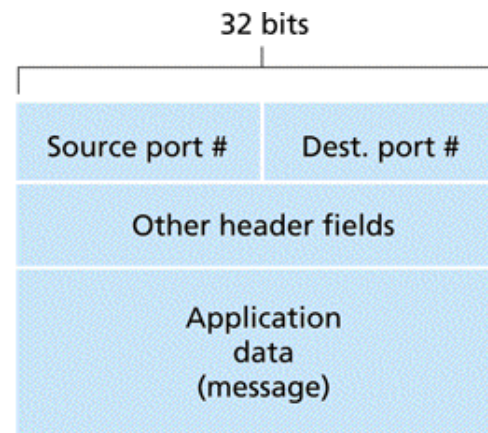 32 bits
Source port # Dest. port #
Other header fields
Application
data
(message)